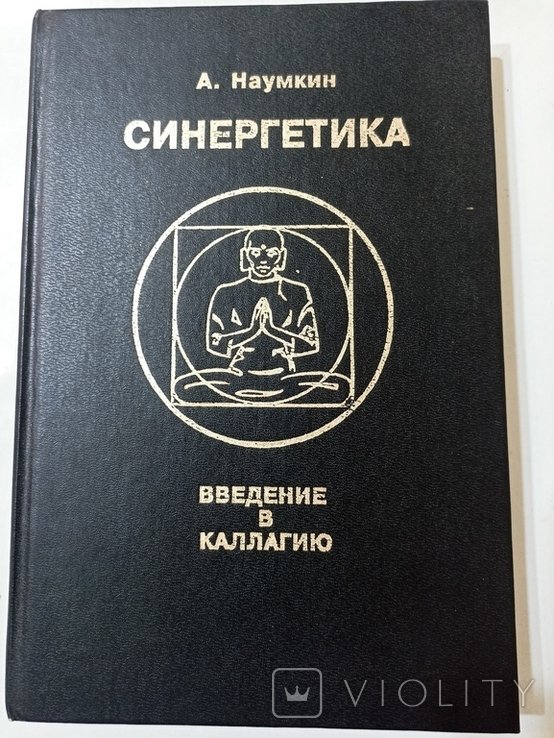 А. Наумкин
СИНЕРГЕТИКА
ВВЕДЕНИЕ
В
КАЛЛАГИЮ
VIOLITY